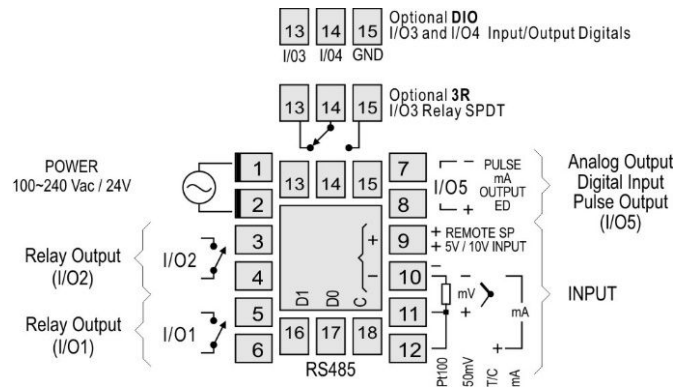 13 14 15
I/03 I/04 GND
Optional DIO
I/O3 and I/O4 Input/Output Digitals
13 14 15
Optional 3R
I/O3 Relay SPDT
POWER
100~240 Vac / 24V
1
2
3
4
5
6
13 14 15
+
−
D1 D0 C
16 17 18
RS485
7
8
9
10
11
12
I/O2
I/O1
Relay Output
(I/O2)
Relay Output
(I/O1)
I/O5
− −
− +
PULSE
mA
OUTPUT
ED
Analog Output
Digital Input
Pulse Output
(I/O5)
+ REMOTE SP
+ 5V / 10V INPUT
−
− −
mV
+ +
mA
+
Pt100
50mV
T/C
mA
INPUT